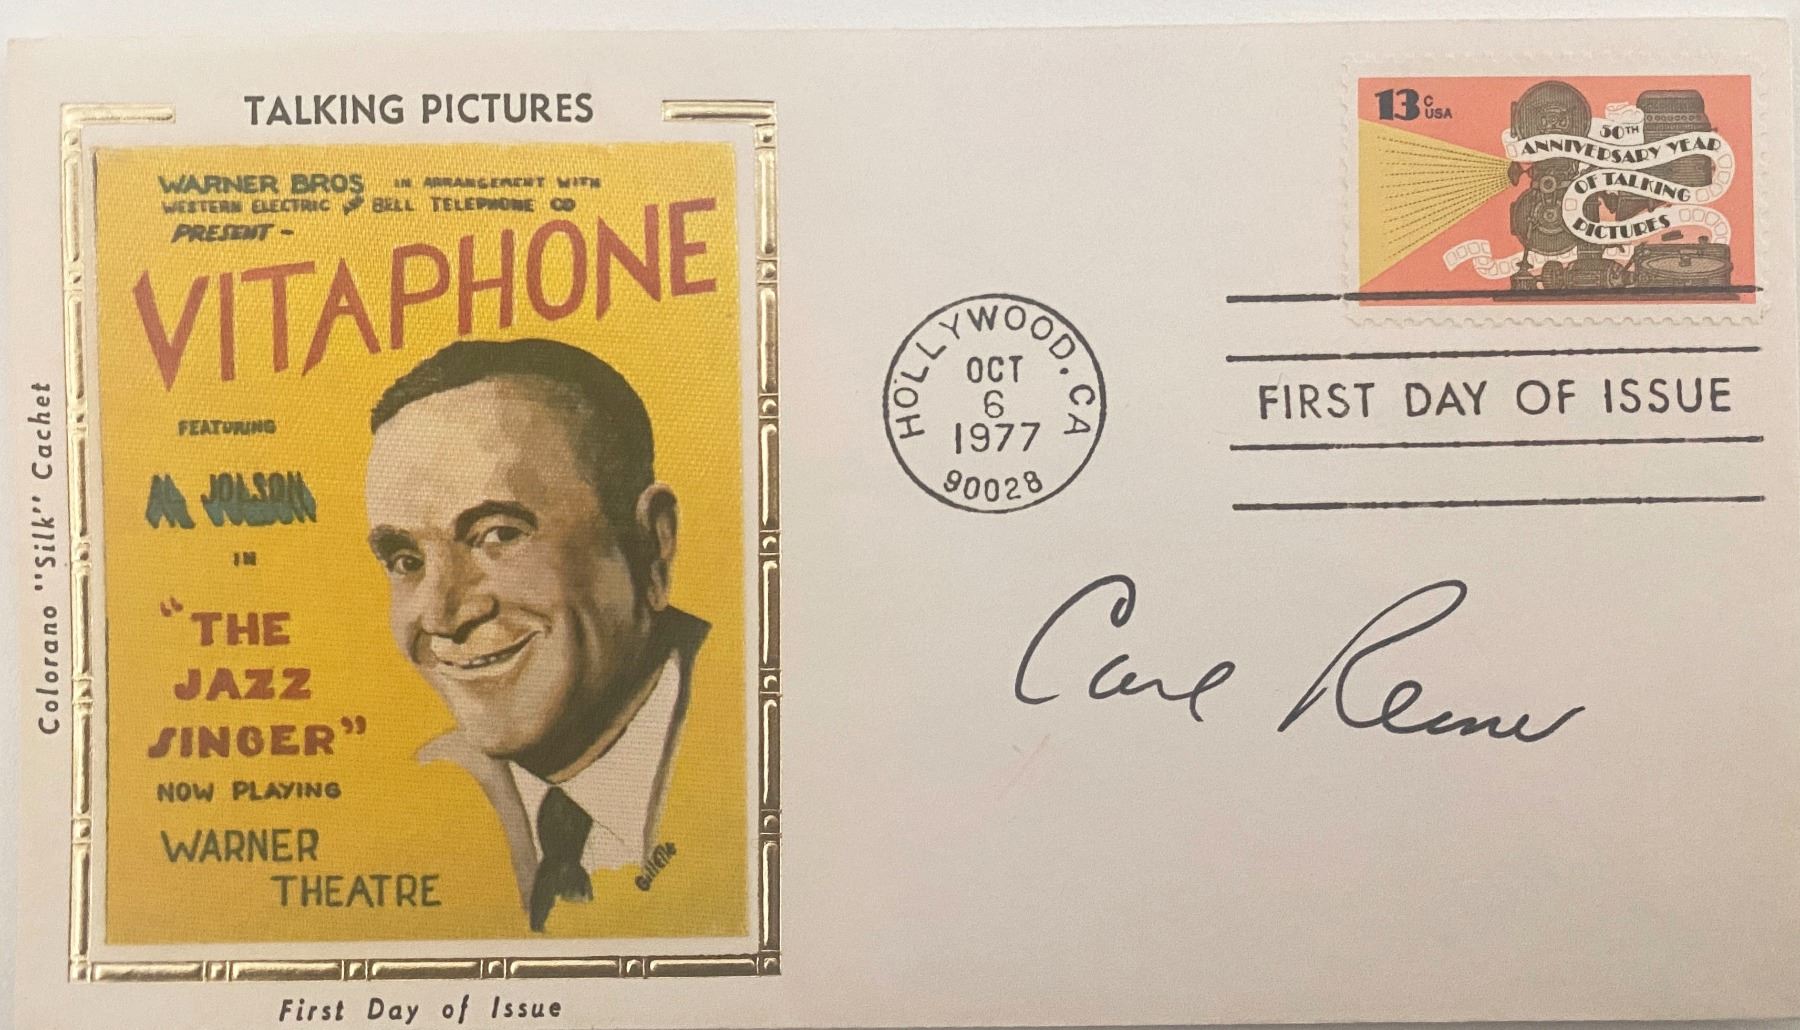 TALKING PICTURES
WARNER BROS IN ARRANGEMENT WITH
WESTERN ELECTRIC AND BELL TELEPHONE CO
PRESENT -
VITAPHONE
FEATURING
AL JOLSON
IN
"THE
JAZZ
SINGER"
NOW PLAYING
WARNER
THEATRE
Gillette
Colorano "Silk" Cachet
First Day of Issue
13c
USA
50TH
ANNIVERSARY YEAR
OF TALKING
PICTURES
HOLLYWOOD, CA
OCT
6
1977
90028
FIRST DAY OF ISSUE
Carl Reiner